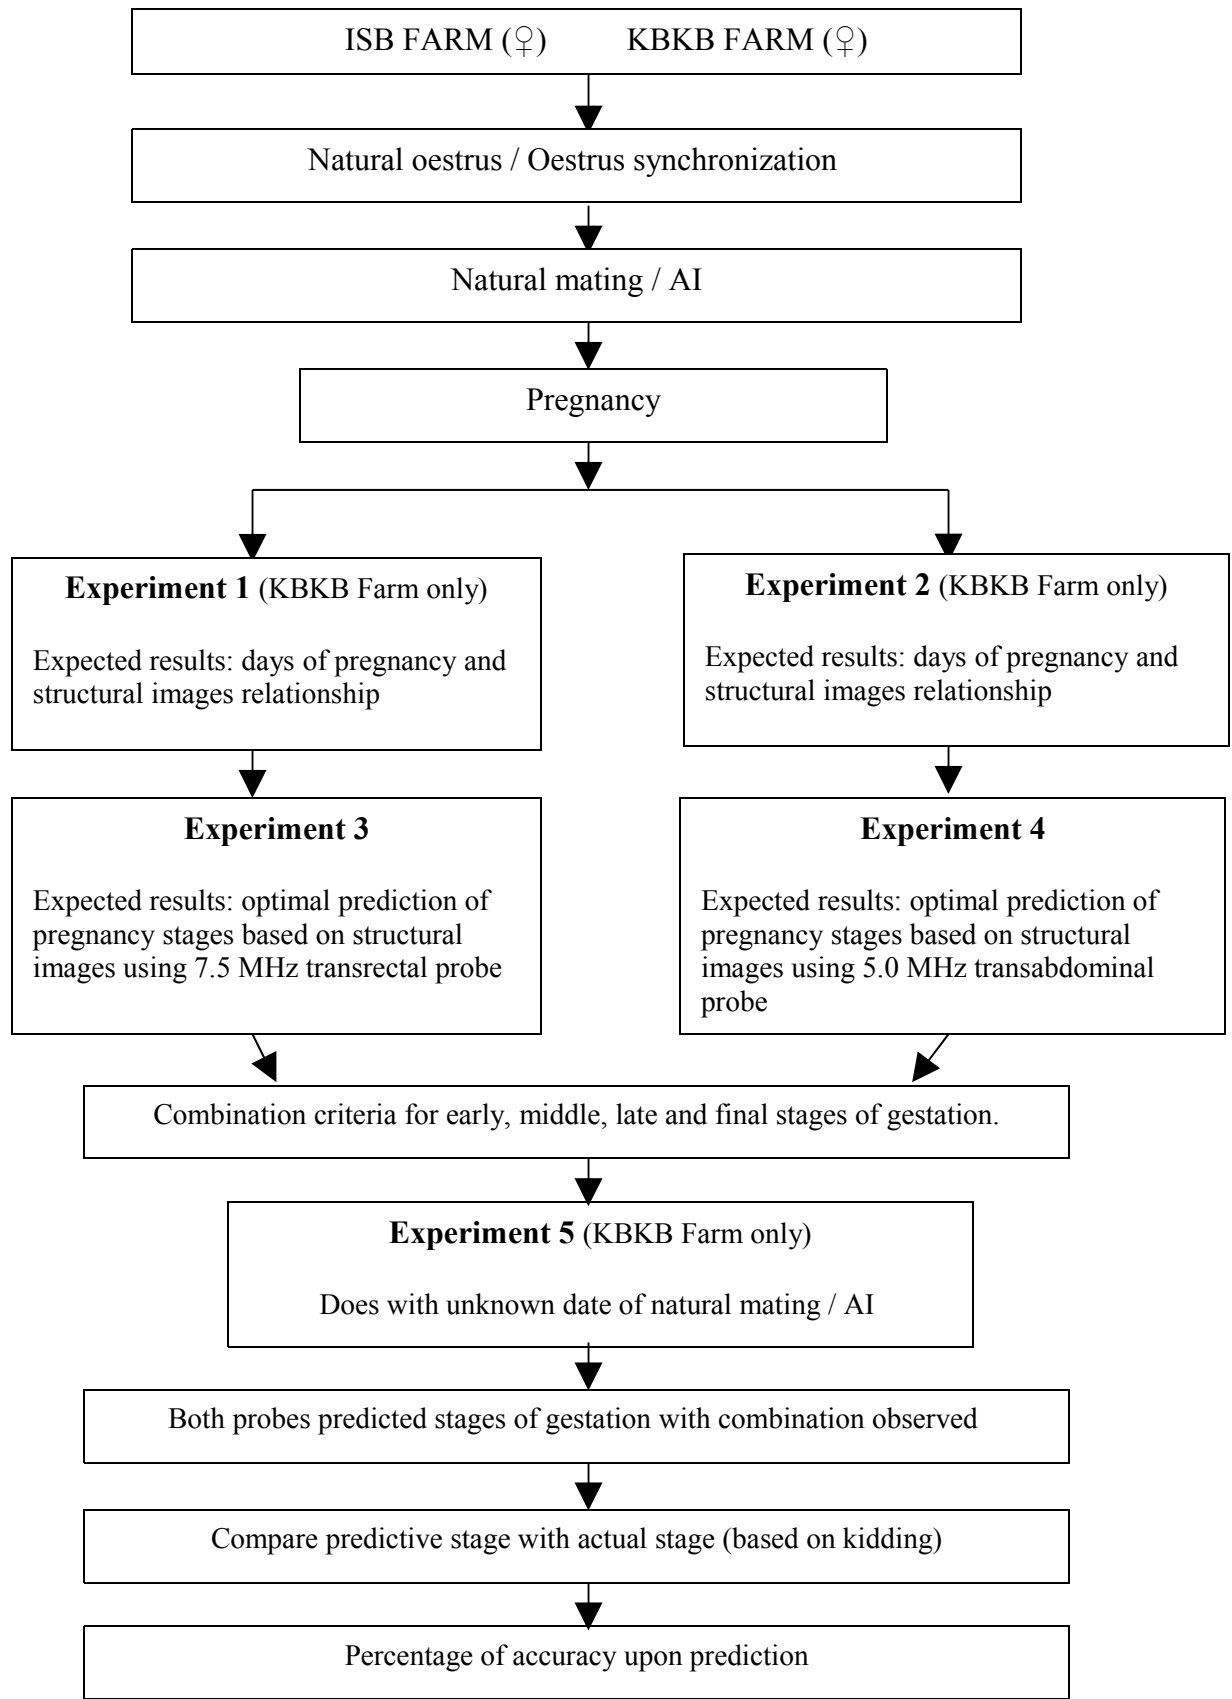 ISB FARM (♀) KBKB FARM (♀)
Natural oestrus / Oestrus synchronization
Natural mating / AI
Pregnancy
Experiment 1 (KBKB Farm only)
Expected results: days of pregnancy and
structural images relationship
Experiment 2 (KBKB Farm only)
Expected results: days of pregnancy and
structural images relationship
Experiment 3
Expected results: optimal prediction of
pregnancy stages based on structural
images using 7.5 MHz transrectal probe
Experiment 4
Expected results: optimal prediction of
pregnancy stages based on structural
images using 5.0 MHz transabdominal
probe
Combination criteria for early, middle, late and final stages of gestation.
Experiment 5 (KBKB Farm only)
Does with unknown date of natural mating / AI
Both probes predicted stages of gestation with combination observed
Compare predictive stage with actual stage (based on kidding)
Percentage of accuracy upon prediction